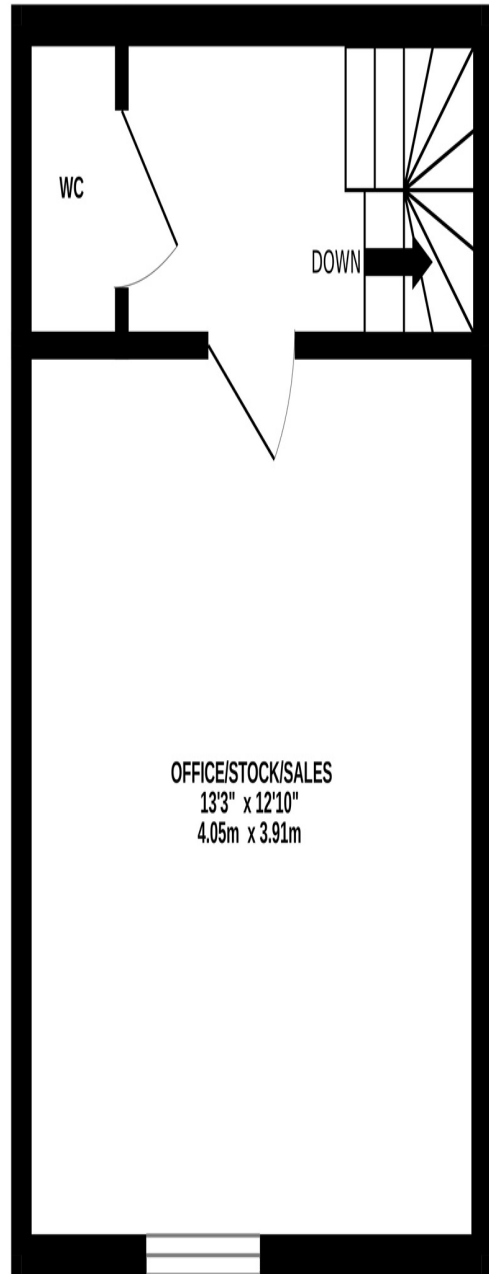 WC
DOWN
OFFICE/STOCK/SALES
13'3" x 12'10"
4.05m x 3.91m